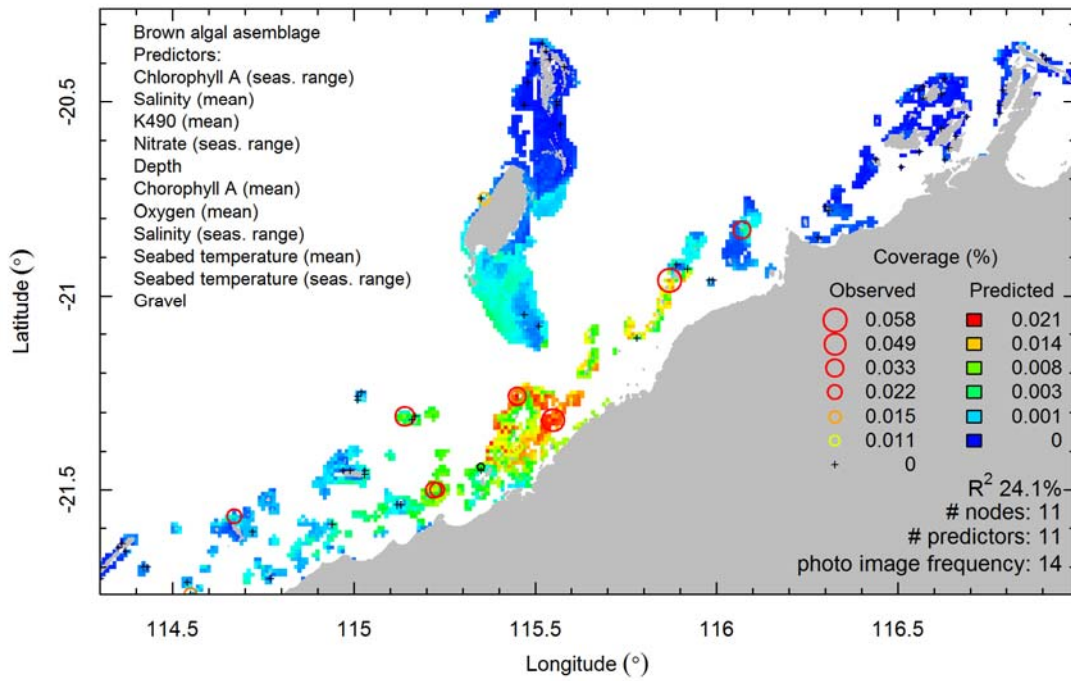 Brown algal asemblage
Predictors:
Chlorophyll A (seas. range)
Salinity (mean)
K490 (mean)
Nitrate (seas. range)
Depth
Chorophyll A (mean)
Oxygen (mean)
Salinity (seas. range)
Seabed temperature (mean)
Seabed temperature (seas. range)
Gravel
Coverage (%)
Observed Predicted
0.058 0.021
0.049 0.014
0.033 0.008
0.022 0.003
0.015 0.001
0.011 0
0
R² 24.1%
# nodes: 11
# predictors: 11
photo image frequency: 14
Latitude (°)
-20.5
-21
-21.5
114.5 115 115.5 116 116.5
Longitude (°)